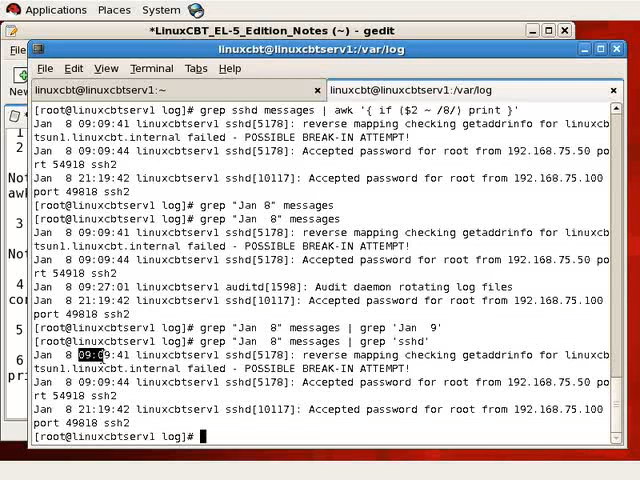 Applications Places System
*LinuxCBT_EL-5_Edition_Notes (~) - gedit
linuxcbt@linuxcbtserv1:/var/log
File Edit View Terminal Tabs Help
linuxcbt@linuxcbtserv1:~
linuxcbt@linuxcbtserv1:/var/log
[root@linuxcbtserv1 log]# grep sshd messages | awk '{ if ($2 ~ /8/) print }'
Jan  8 09:09:41 linuxcbtserv1 sshd[5178]: reverse mapping checking getaddrinfo for linuxcb
tsun1.linuxcbt.internal failed - POSSIBLE BREAK-IN ATTEMPT!
Jan  8 09:09:44 linuxcbtserv1 sshd[5178]: Accepted password for root from 192.168.75.50 po
rt 54918 ssh2
Jan  8 21:19:42 linuxcbtserv1 sshd[10117]: Accepted password for root from 192.168.75.100
port 49818 ssh2
[root@linuxcbtserv1 log]# grep "Jan 8" messages
[root@linuxcbtserv1 log]# grep "Jan  8" messages
Jan  8 09:09:41 linuxcbtserv1 sshd[5178]: reverse mapping checking getaddrinfo for linuxcb
tsun1.linuxcbt.internal failed - POSSIBLE BREAK-IN ATTEMPT!
Jan  8 09:09:44 linuxcbtserv1 sshd[5178]: Accepted password for root from 192.168.75.50 po
rt 54918 ssh2
Jan  8 09:27:01 linuxcbtserv1 auditd[1598]: Audit daemon rotating log files
Jan  8 21:19:42 linuxcbtserv1 sshd[10117]: Accepted password for root from 192.168.75.100
port 49818 ssh2
[root@linuxcbtserv1 log]# grep "Jan  8" messages | grep 'Jan  9'
[root@linuxcbtserv1 log]# grep "Jan  8" messages | grep 'sshd'
Jan  8 09:09:41 linuxcbtserv1 sshd[5178]: reverse mapping checking getaddrinfo for linuxcb
tsun1.linuxcbt.internal failed - POSSIBLE BREAK-IN ATTEMPT!
Jan  8 09:09:44 linuxcbtserv1 sshd[5178]: Accepted password for root from 192.168.75.50 po
rt 54918 ssh2
Jan  8 21:19:42 linuxcbtserv1 sshd[10117]: Accepted password for root from 192.168.75.100
port 49818 ssh2
[root@linuxcbtserv1 log]#